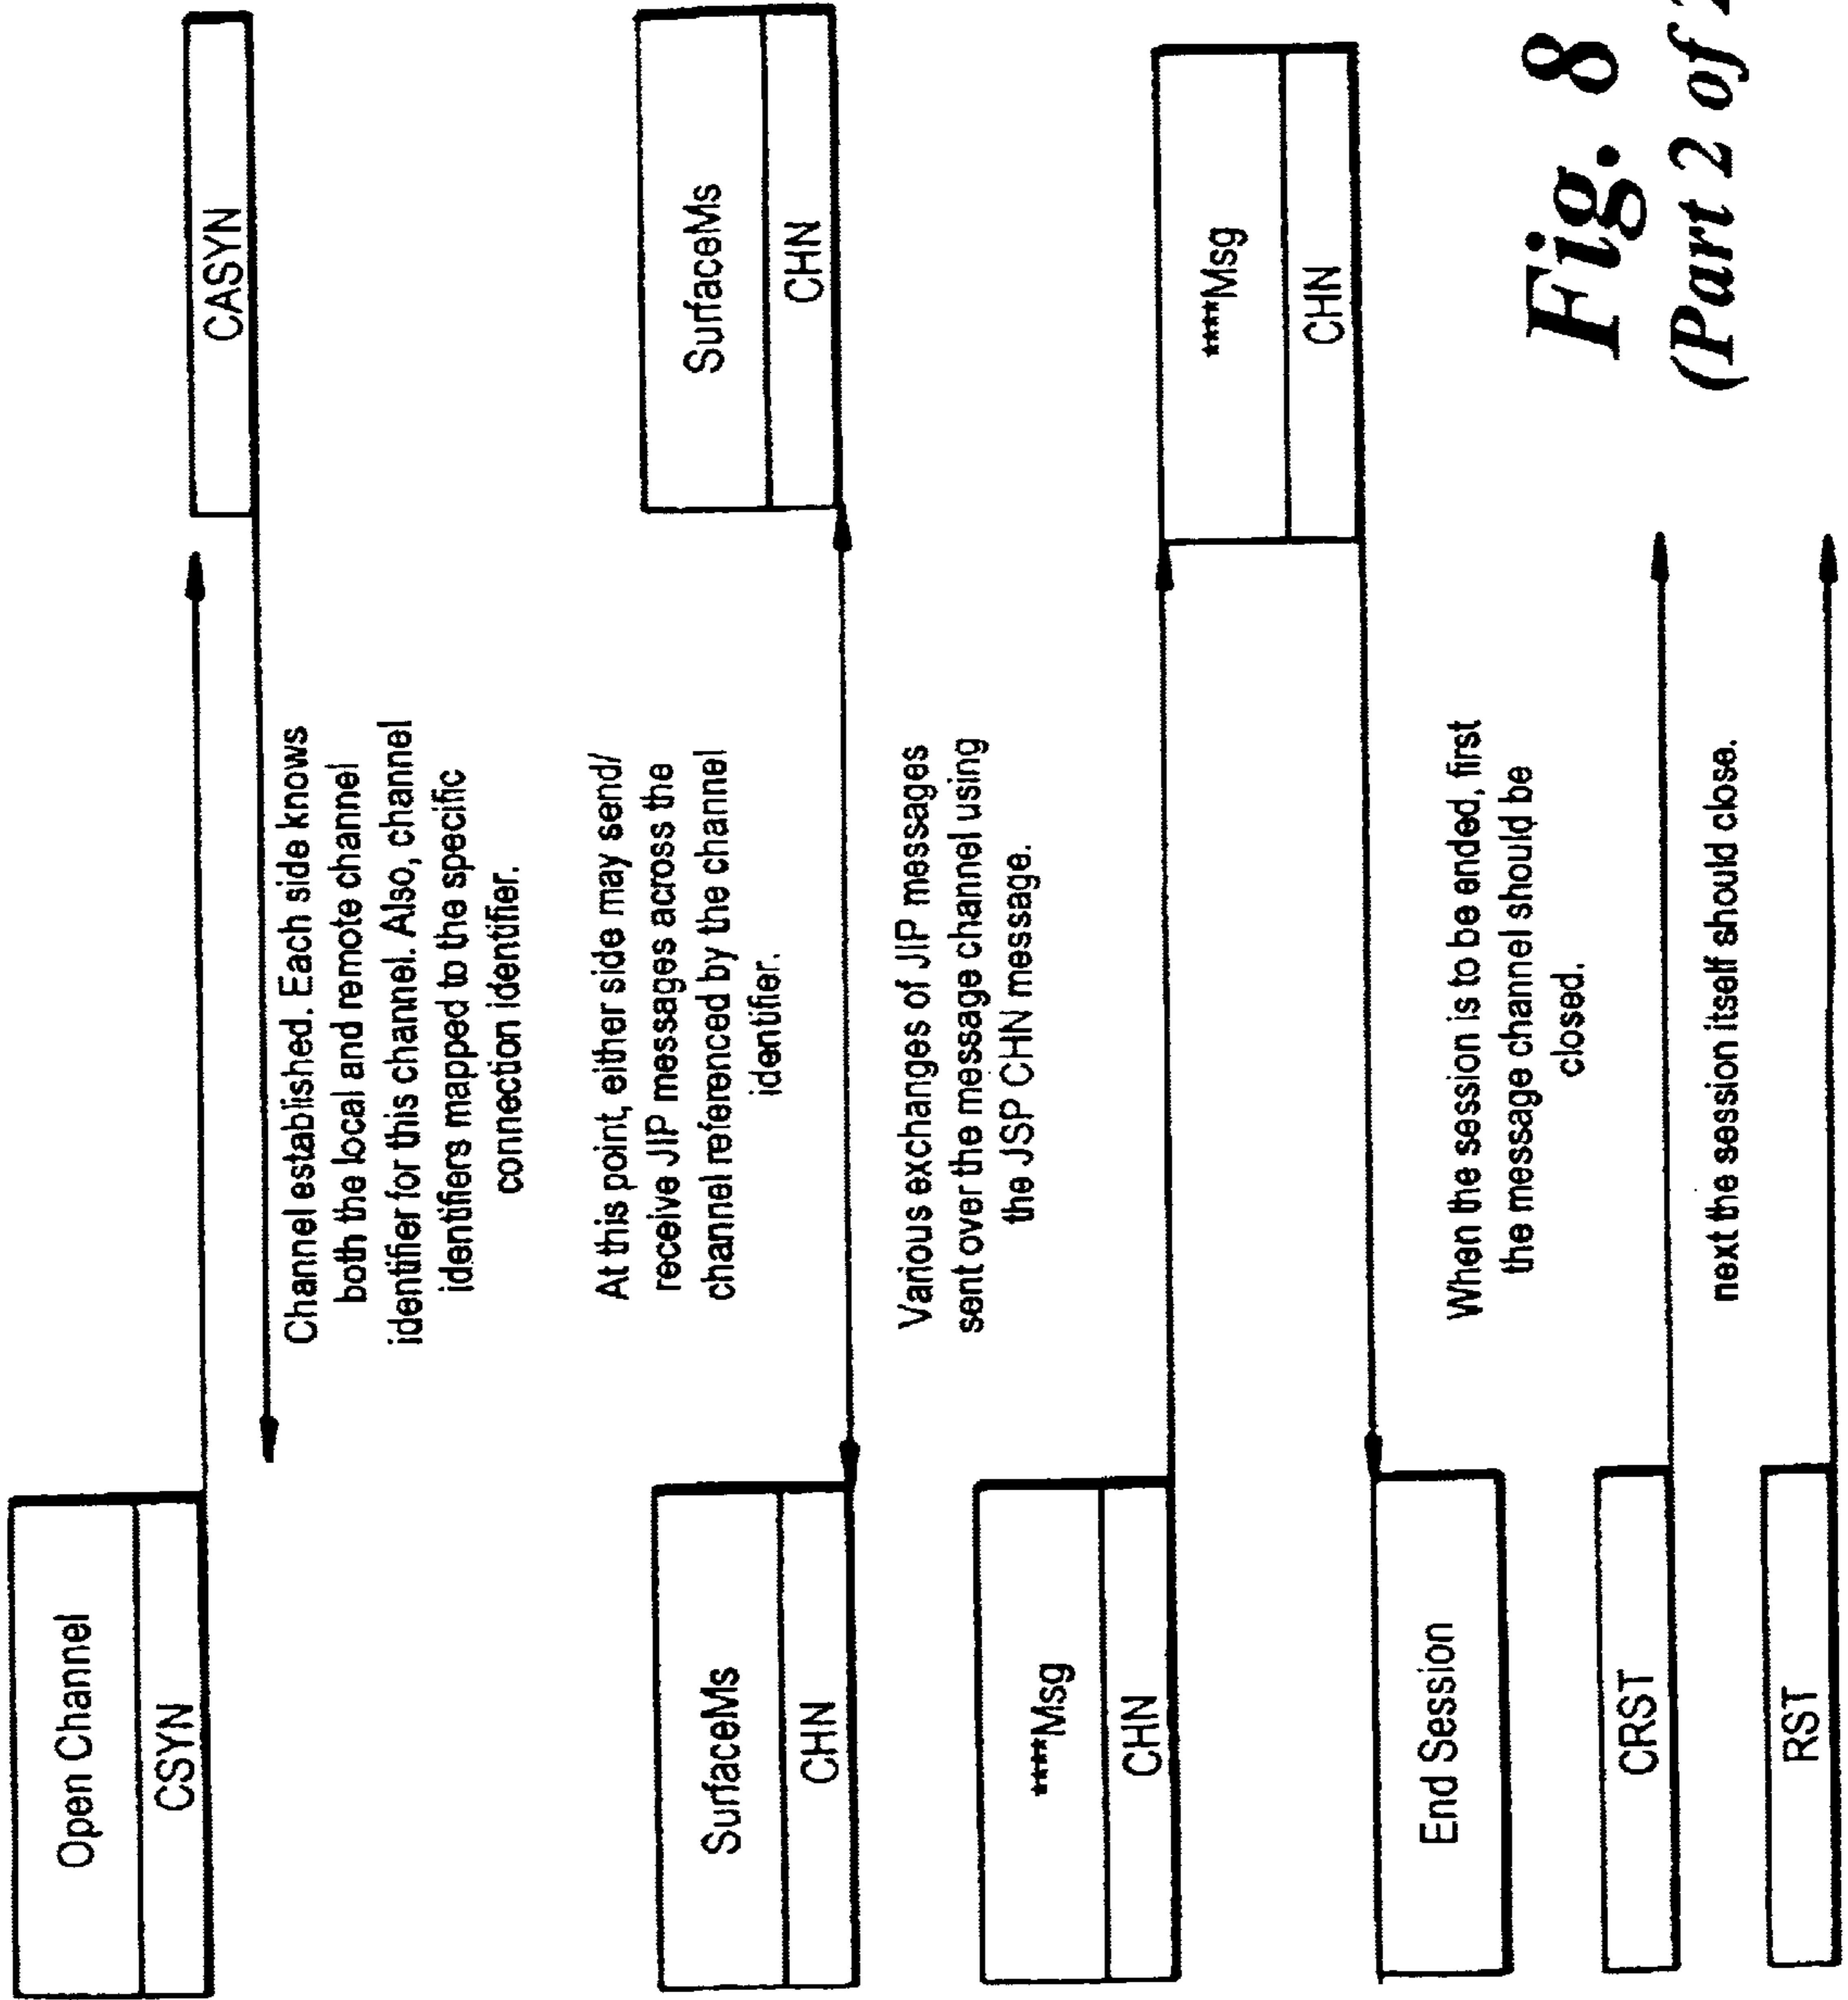 Open Channel
CSYN
CASYN
Channel established. Each side knows
both the local and remote channel
identifier for this channel. Also, channel
identifiers mapped to the specific
connection identifier.
At this point, either side may send/
receive JIP messages across the
channel referenced by the channel
identifier.
SurfaceMs
CHN
SurfaceMs
CHN
Various exchanges of JIP messages
sent over the message channel using
the JSP CHN message.
****Msg
CHN
****Msg
CHN
End Session
When the session is to be ended, first
the message channel should be
closed.
CRST
next the session itself should close.
RST
Fig. 8
(Part 2 of